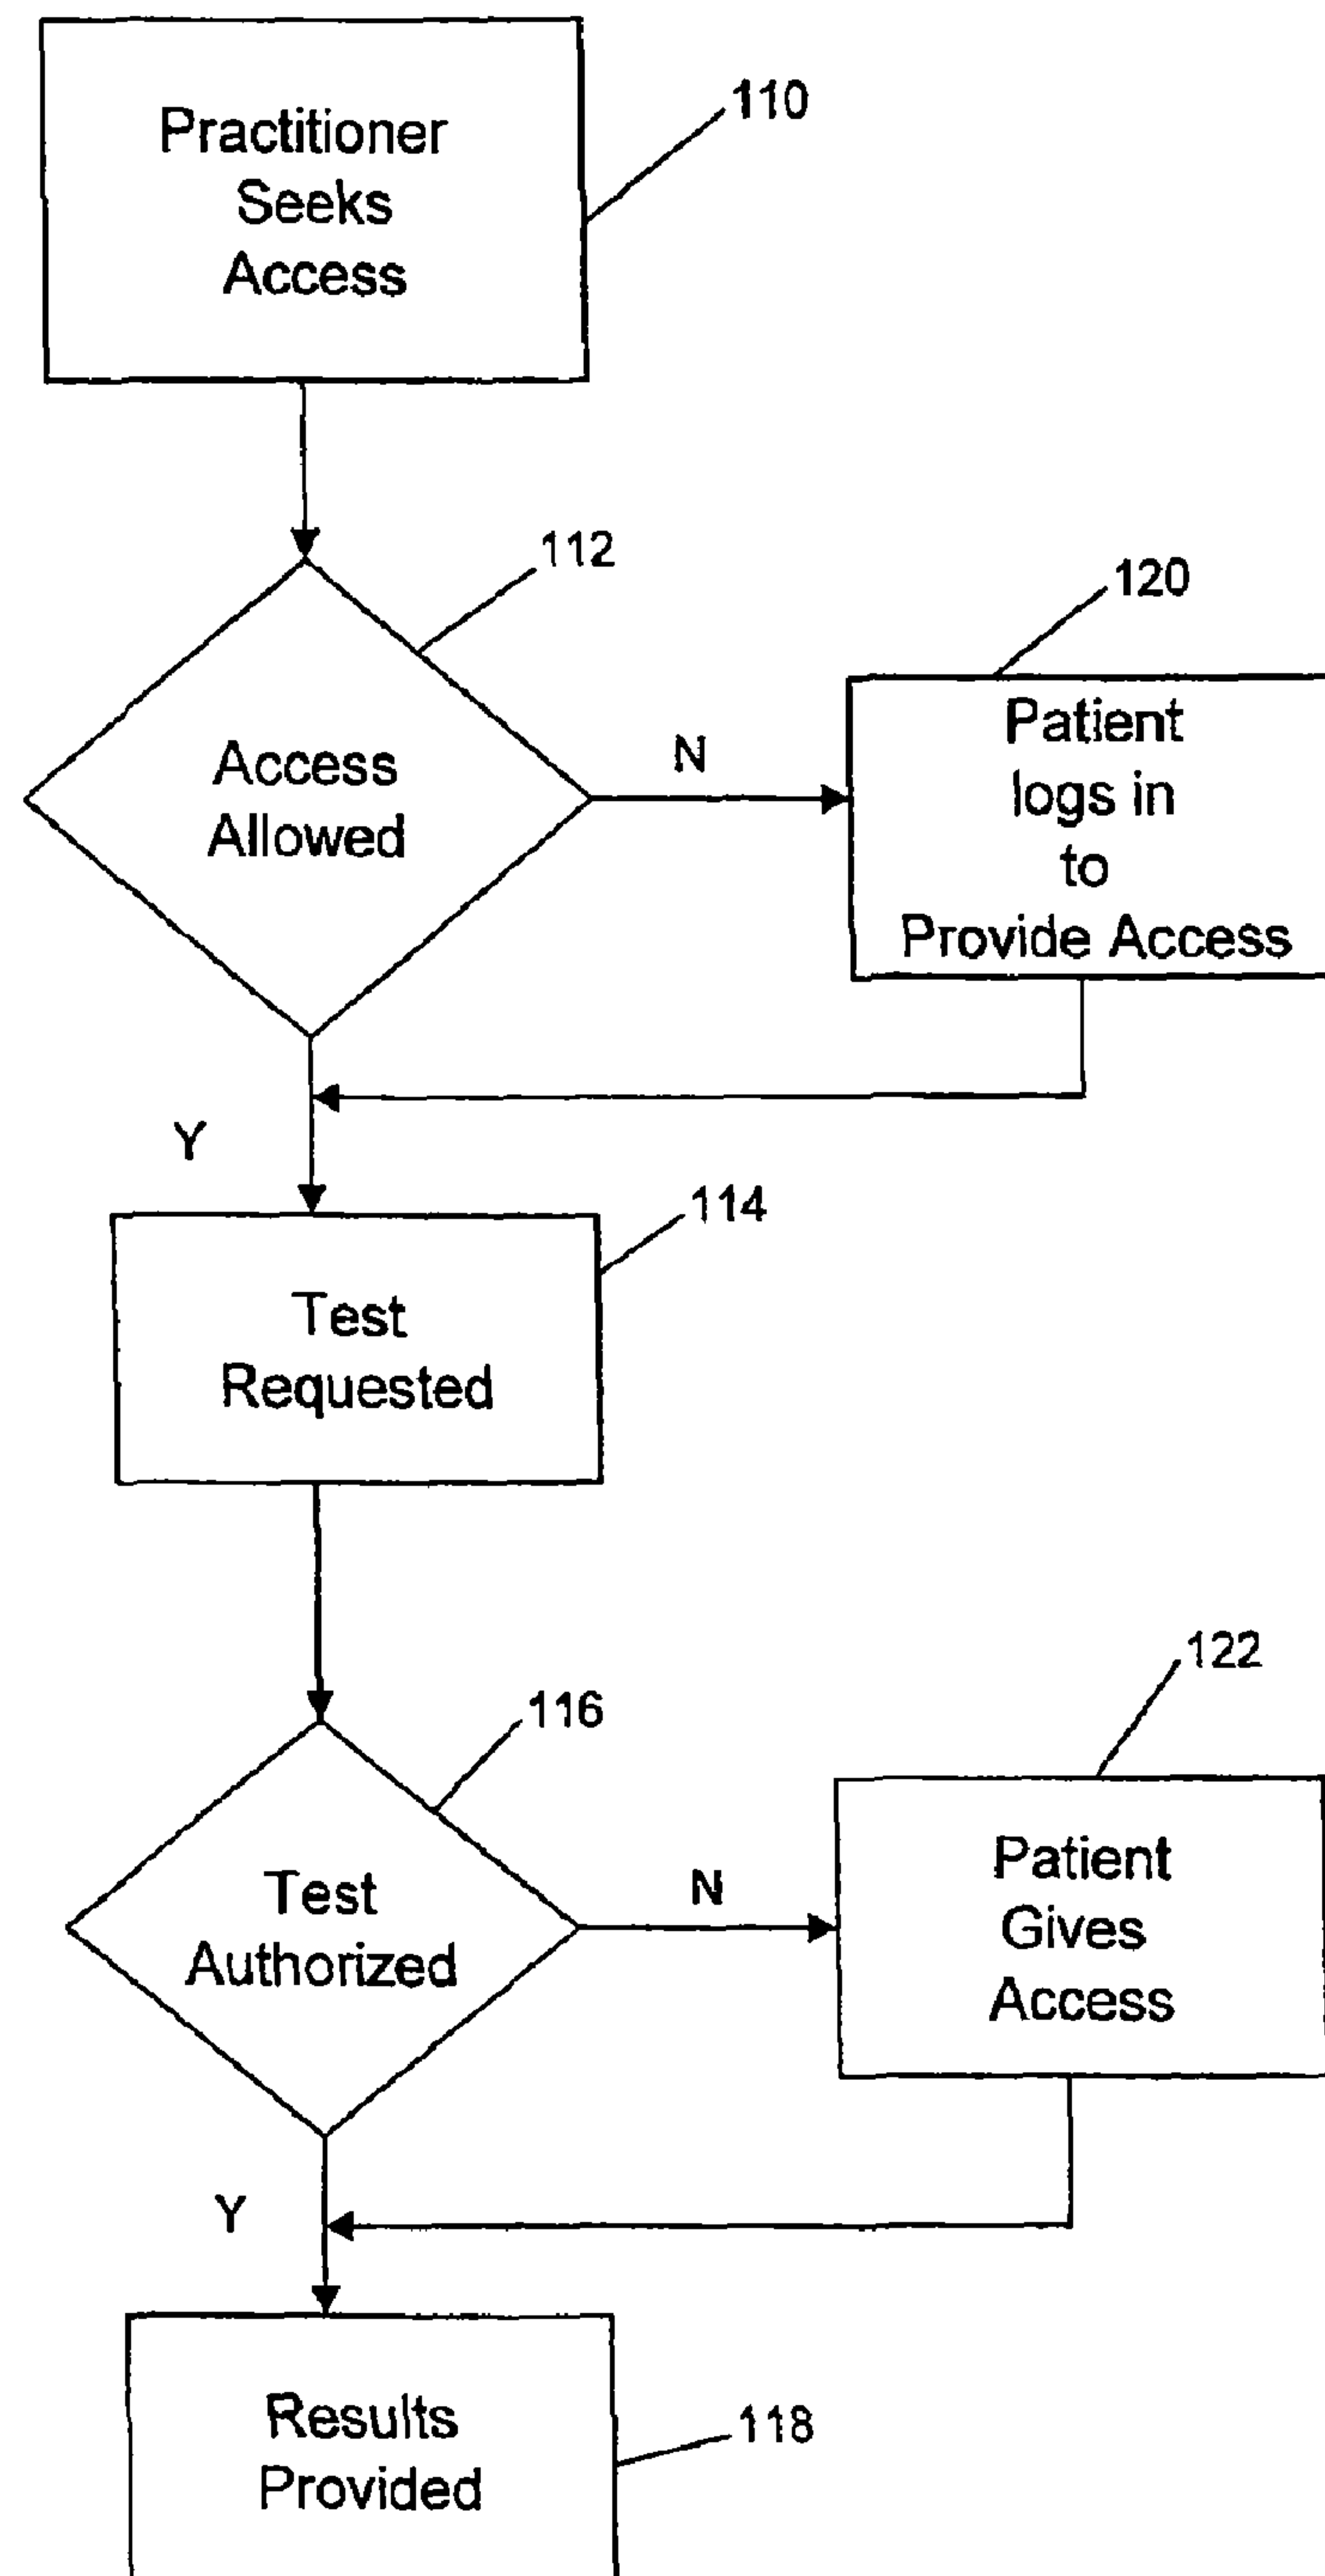 Practitioner
Seeks
Access
110
112
Access
Allowed
N
120
Patient
logs in
to
Provide Access
Y
114
Test
Requested
116
Test
Authorized
N
122
Patient
Gives
Access
Y
Results
Provided
118